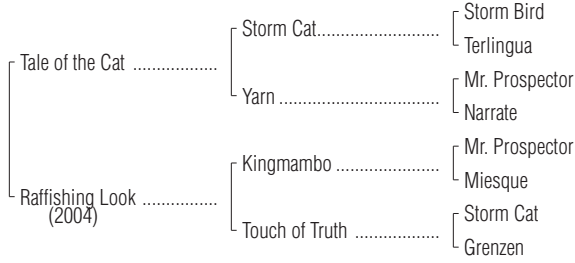 Storm Bird
Storm Cat........................
Terlingua
Tale of the Cat .................
Mr. Prospector
Yarn ................................
Narrate
Mr. Prospector
Kingmambo .....................
Miesque
Raffishing Look ...............
(2004)
Storm Cat
Touch of Truth .................
Grenzen